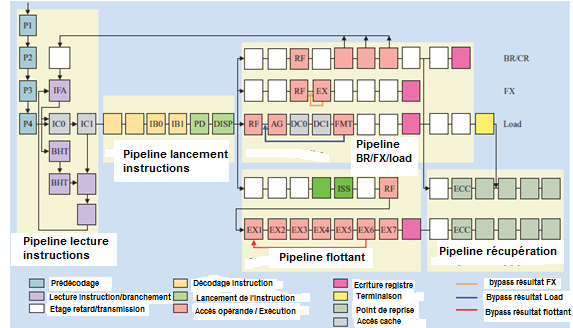 P1
P2
P3
P4
IFA
IC0
IC1
BHT
BHT
IB0
IB1
PD
DISP
Pipeline lecture
instructions
Pipeline lancement
instructions
RF
BR/CR
RF
EX
FX
RF
AG
DC0
DC1
FMT
Load
Pipeline
BR/FX/load
ISS
RF
EX1
EX2
EX3
EX4
EX5
EX6
EX7
Pipeline flottant
ECC
ECC
Pipeline récupération
Prédécodage
Lecture instruction/branchement
Etage retard/transmission
Décodage instruction
Lancement de l'instruction
Accès opérande / Exécution
Ecriture registre
Terminaison
Point de reprise
Accès cache
bypass résultat FX
Bypass résultat Load
Bypass résultat flottant